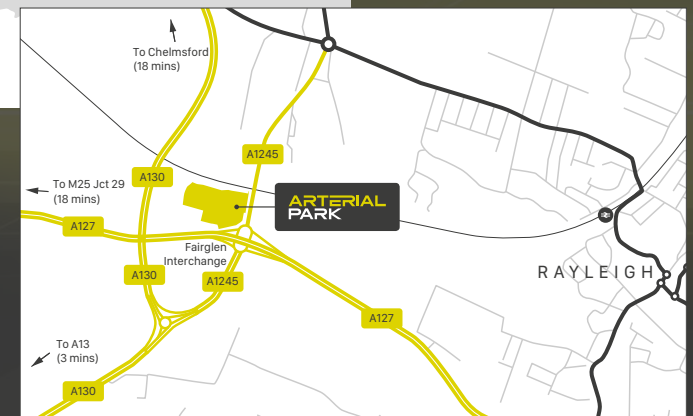 To Chelmsford
(18 mins)
A1245
A130
To M25 Jct 29
(18 mins)
ARTERIAL
PARK
A127
Fairglen
Interchange
RAYLEIGH
A130
A1245
A127
To A13
(3 mins)
A130